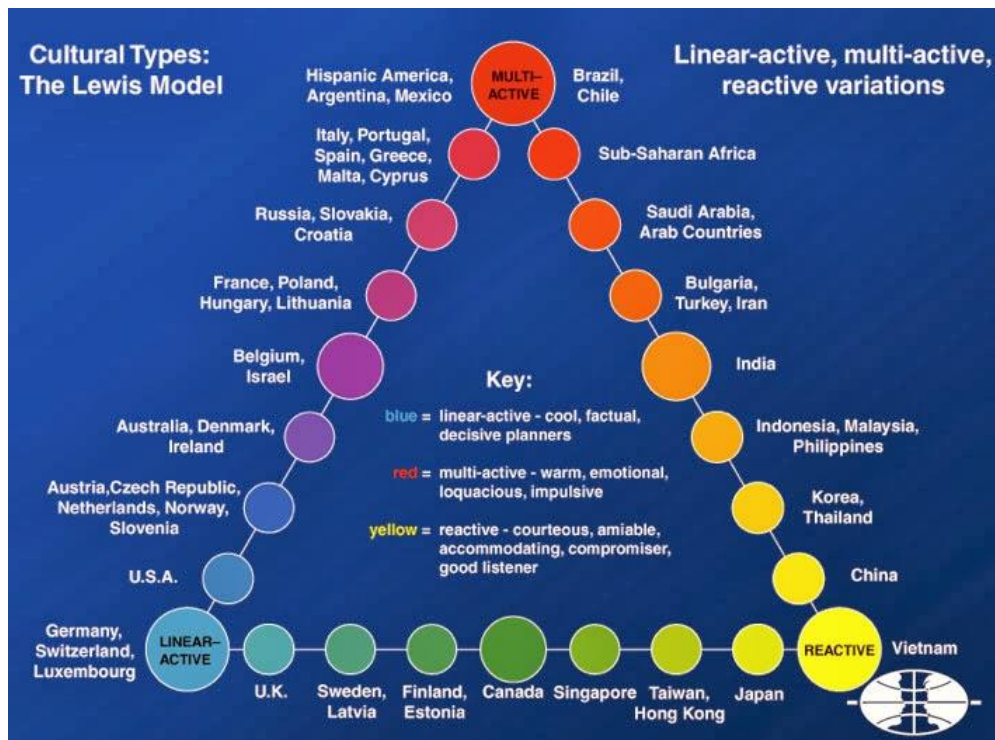 Cultural Types:
The Lewis Model
Linear-active, multi-active,
reactive variations
MULTI–
ACTIVE
Hispanic America,
Argentina, Mexico
Brazil,
Chile
Italy, Portugal,
Spain, Greece,
Malta, Cyprus
Sub-Saharan Africa
Russia, Slovakia,
Croatia
Saudi Arabia,
Arab Countries
France, Poland,
Hungary, Lithuania
Bulgaria,
Turkey, Iran
Belgium,
Israel
India
Key:
blue = linear-active - cool, factual,
decisive planners
red = multi-active - warm, emotional,
loquacious, impulsive
yellow = reactive - courteous, amiable,
accommodating, compromiser,
good listener
Australia, Denmark,
Ireland
Indonesia, Malaysia,
Philippines
Austria,Czech Republic,
Netherlands, Norway,
Slovenia
Korea,
Thailand
U.S.A.
China
Germany,
Switzerland,
Luxembourg
LINEAR–
ACTIVE
REACTIVE
Vietnam
U.K.
Sweden,
Latvia
Finland,
Estonia
Canada
Singapore
Taiwan,
Hong Kong
Japan